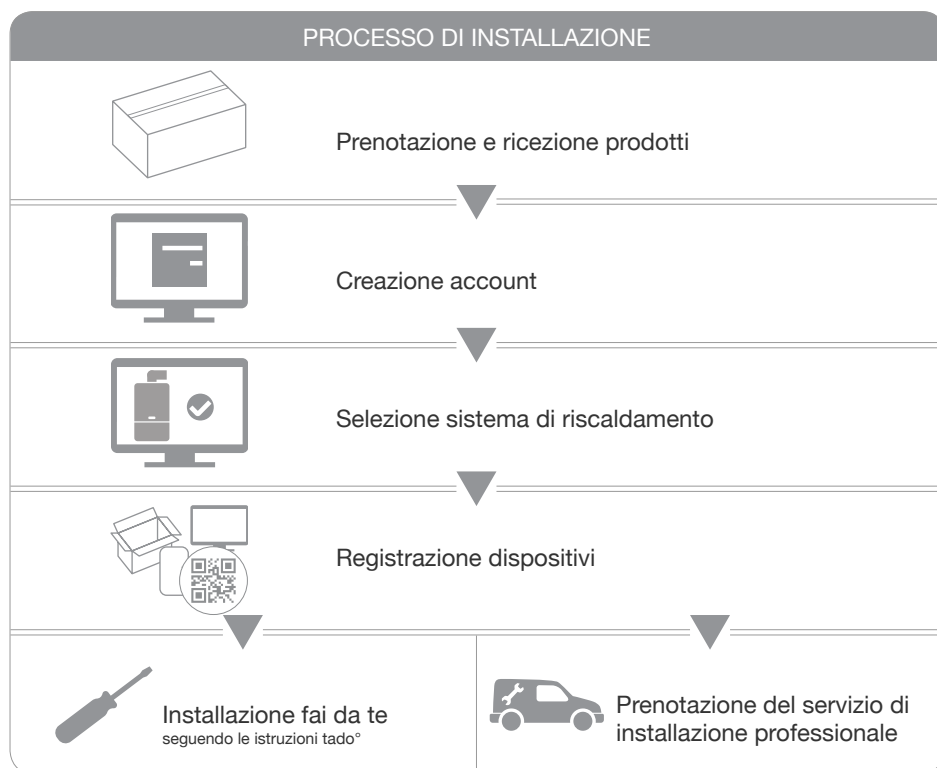 PROCESSO DI INSTALLAZIONE
Prenotazione e ricezione prodotti
Creazione account
Selezione sistema di riscaldamento
Registrazione dispositivi
Installazione fai da te
seguendo le istruzioni tado°
Prenotazione del servizio di
installazione professionale